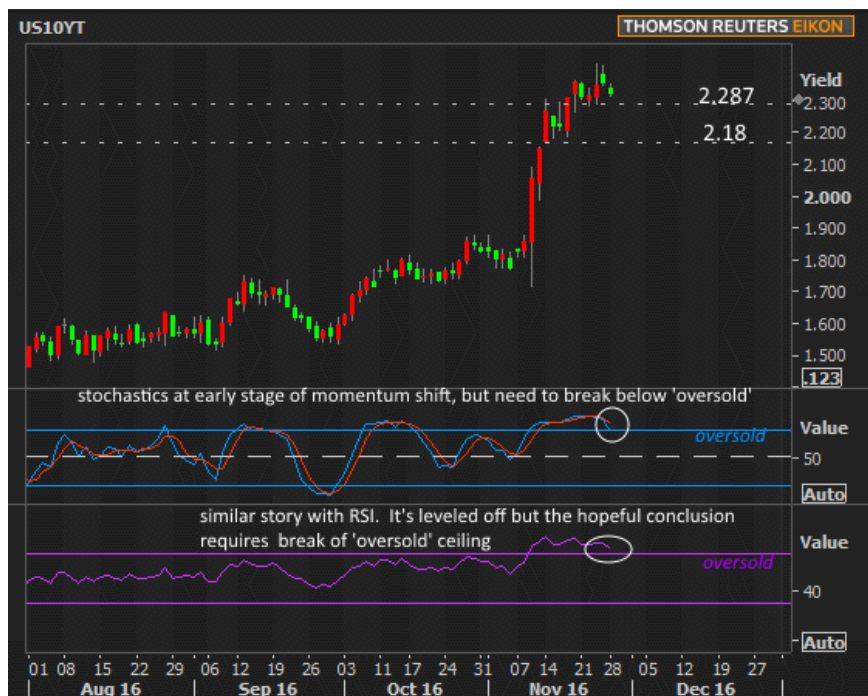 US10YT
THOMSON REUTERS EIKON
Yield
2.287
2.300
2.18
2.200
2.100
2.000
1.900
1.800
1.700
1.600
1.500
.123
stochastics at early stage of momentum shift, but need to break below 'oversold'
Value
oversold
50
Auto
similar story with RSI. It's leveled off but the hopeful conclusion
requires break of 'oversold' ceiling
Value
oversold
40
Auto
01 08 15 22 29 06 12 19 26 03 11 17 24 31 07 14 21 28 05 12 19 27
Aug 16 Sep 16 Oct 16 Nov 16 Dec 16